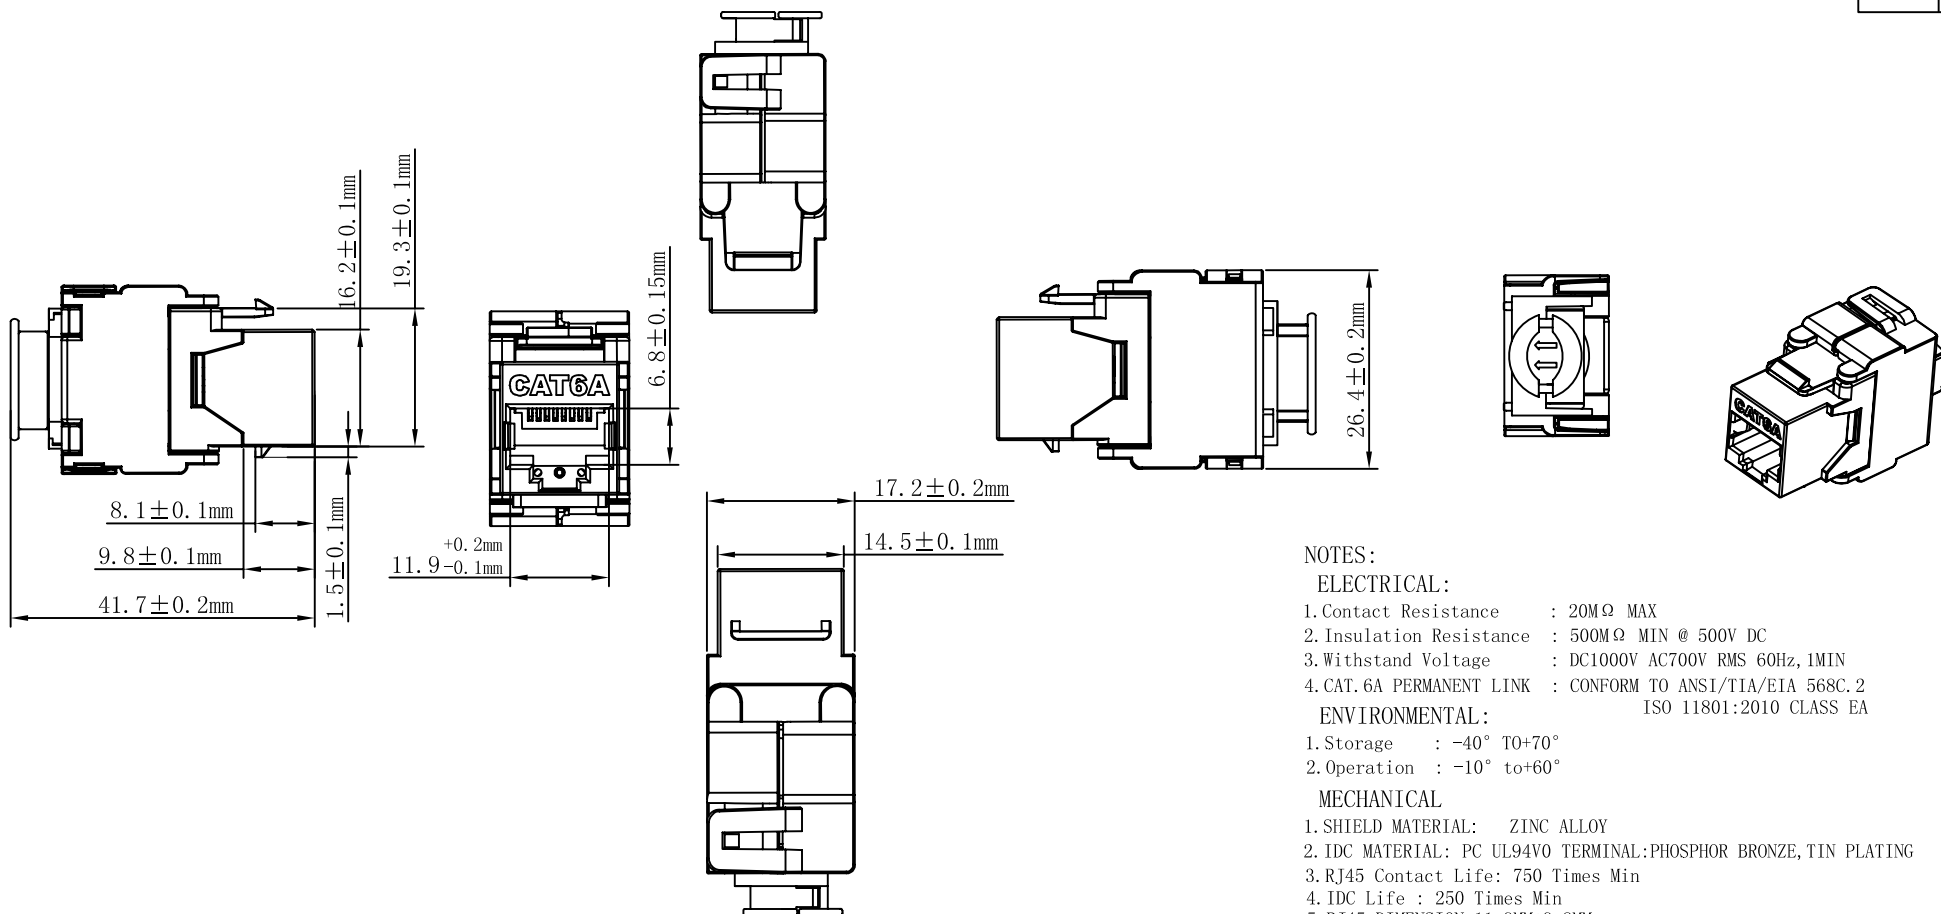 16.2±0.1mm
19.3±0.1mm
6.8±0.15mm
CAT6A
26.4±0.2mm
CAT6A
8.1±0.1mm
9.8±0.1mm
41.7±0.2mm
1.5±0.1mm
+0.2mm
11.9-0.1mm
17.2±0.2mm
14.5±0.1mm
NOTES:
ELECTRICAL:
1.Contact Resistance : 20MΩ MAX
2.Insulation Resistance : 500MΩ MIN @ 500V DC
3.Withstand Voltage : DC1000V AC700V RMS 60Hz,1MIN
4.CAT.6A PERMANENT LINK : CONFORM TO ANSI/TIA/EIA 568C.2
ISO 11801:2010 CLASS EA
ENVIRONMENTAL:
1.Storage : -40° TO+70°
2.Operation : -10° to+60°
MECHANICAL
1.SHIELD MATERIAL: ZINC ALLOY
2.IDC MATERIAL: PC UL94V0 TERMINAL:PHOSPHOR BRONZE,TIN PLATING
3.RJ45 Contact Life: 750 Times Min
4.IDC Life : 250 Times Min